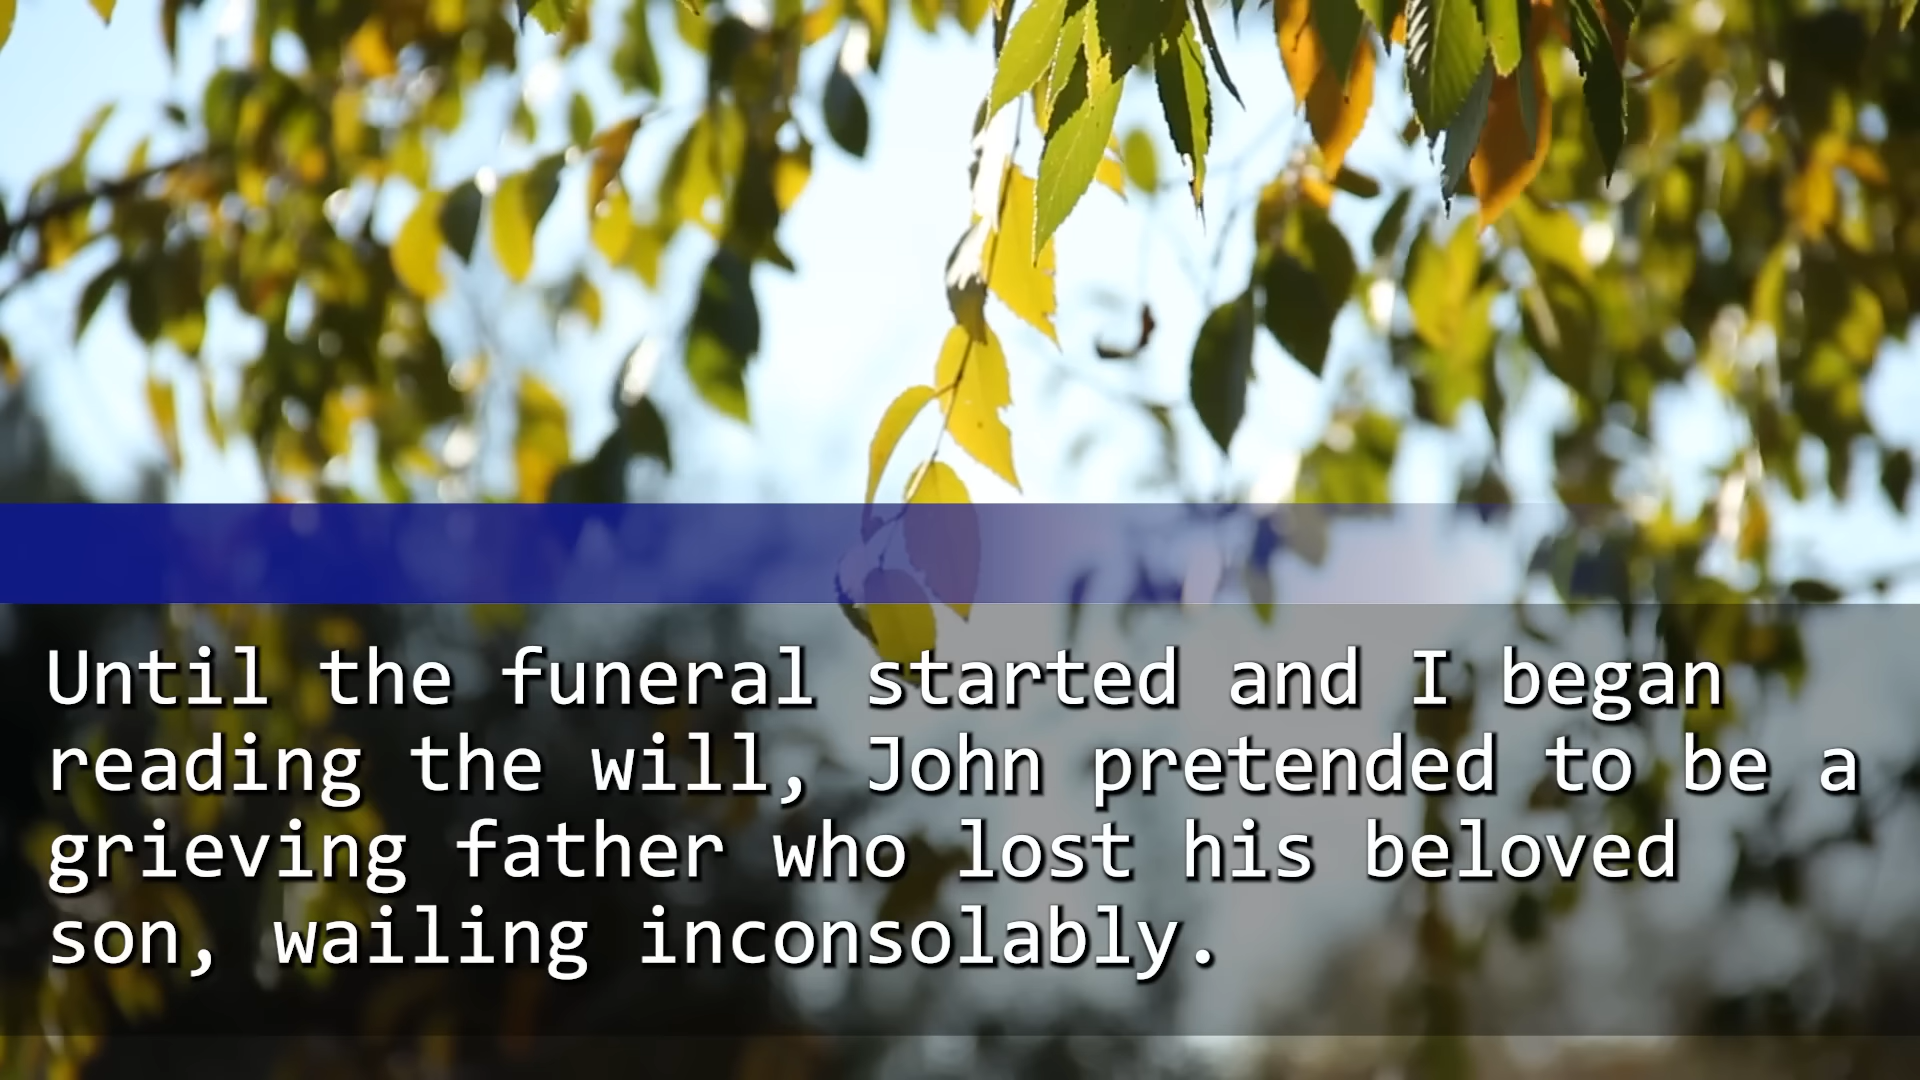 Until the funeral started and I began
reading the will, John pretended to be a
grieving father who lost his beloved
son, wailing inconsolably.